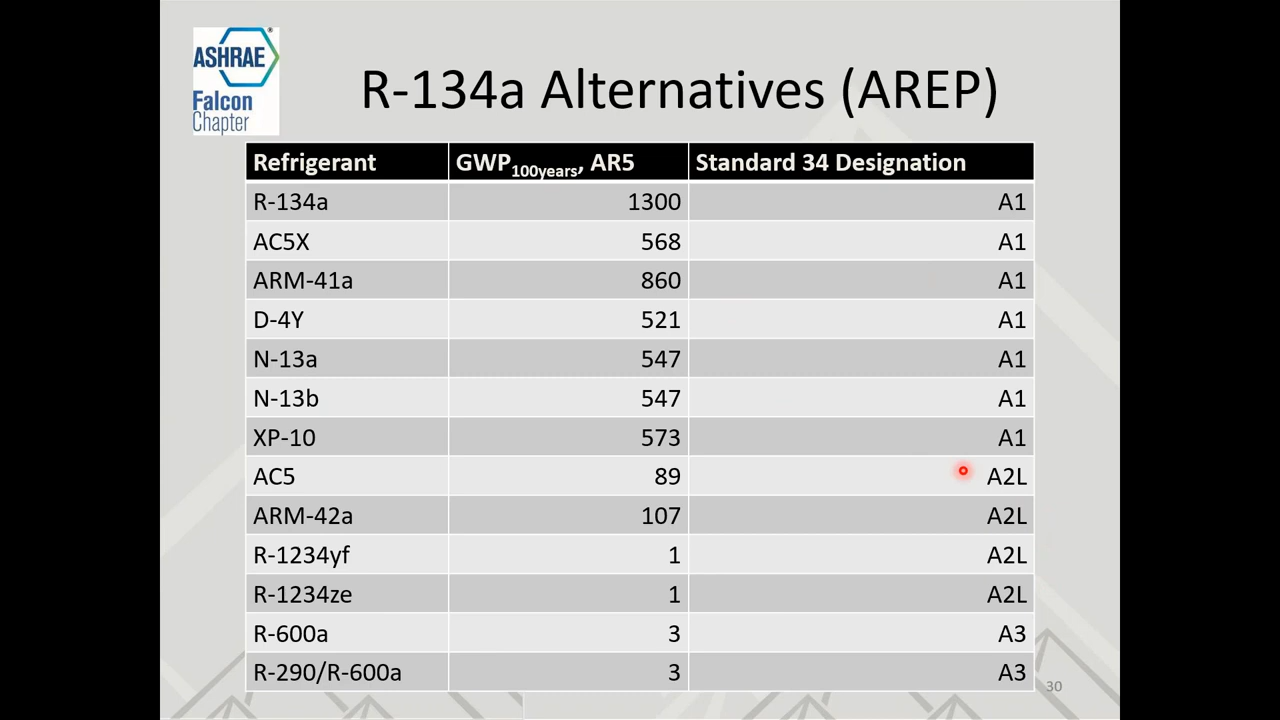 ASHRAE
Falcon
Chapter
R-134a Alternatives (AREP)
Refrigerant GWP100years, AR5 Standard 34 Designation
R-134a 1300 A1
AC5X 568 A1
ARM-41a 860 A1
D-4Y 521 A1
N-13a 547 A1
N-13b 547 A1
XP-10 573 A1
AC5 89 A2L
ARM-42a 107 A2L
R-1234yf 1 A2L
R-1234ze 1 A2L
R-600a 3 A3
R-290/R-600a 3 A3
30